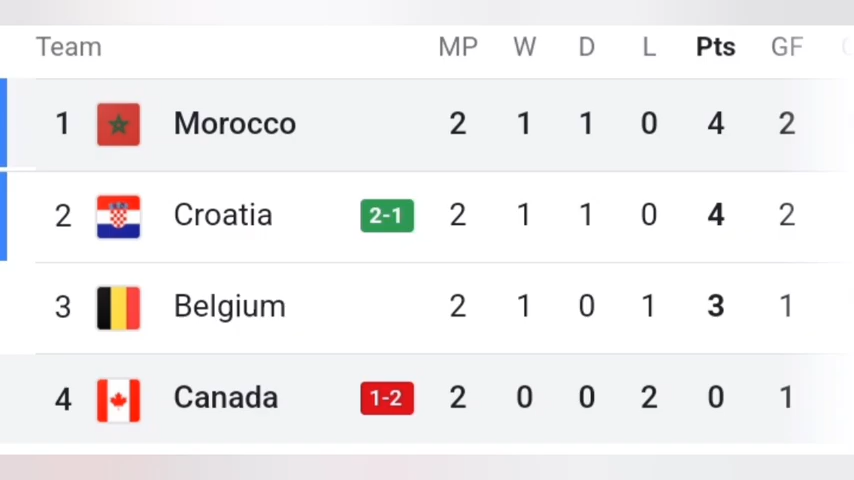 Team MP W D L Pts GF
1 Morocco 2 1 1 0 4 2
2 Croatia 2-1 2 1 1 0 4 2
3 Belgium 2 1 0 1 3 1
4 Canada 1-2 2 0 0 2 0 1